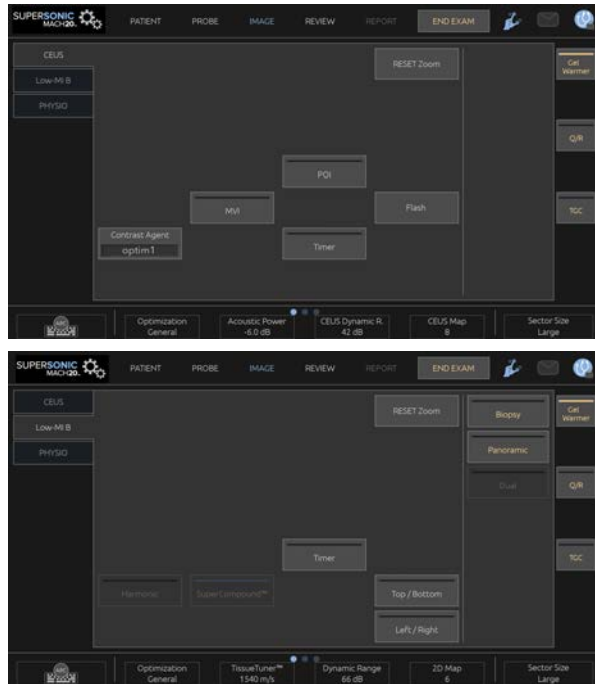 SUPERSONIC MACH20. PATIENT PROBE IMAGE REVIEW REPORT END EXAM
CEUS
RESET Zoom
Gel Warmer
Low-MI B
PHYSIO
Q/R
POI
MVI
Flash
TGC
Contrast Agent
optim1
Timer
ABC
Optimization
General
Acoustic Power
-6.0 dB
CEUS Dynamic R.
42 dB
CEUS Map
8
Sector Size
Large
SUPERSONIC MACH20. PATIENT PROBE IMAGE REVIEW REPORT END EXAM
CEUS
RESET Zoom
Biopsy
Gel Warmer
Low-MI B
PHYSIO
Panoramic
Dual
Q/R
Timer
TGC
Harmonic
SuperCompound™
Top / Bottom
Left / Right
ABC
Optimization
General
TissueTuner™
1540 m/s
Dynamic Range
66 dB
2D Map
6
Sector Size
Large